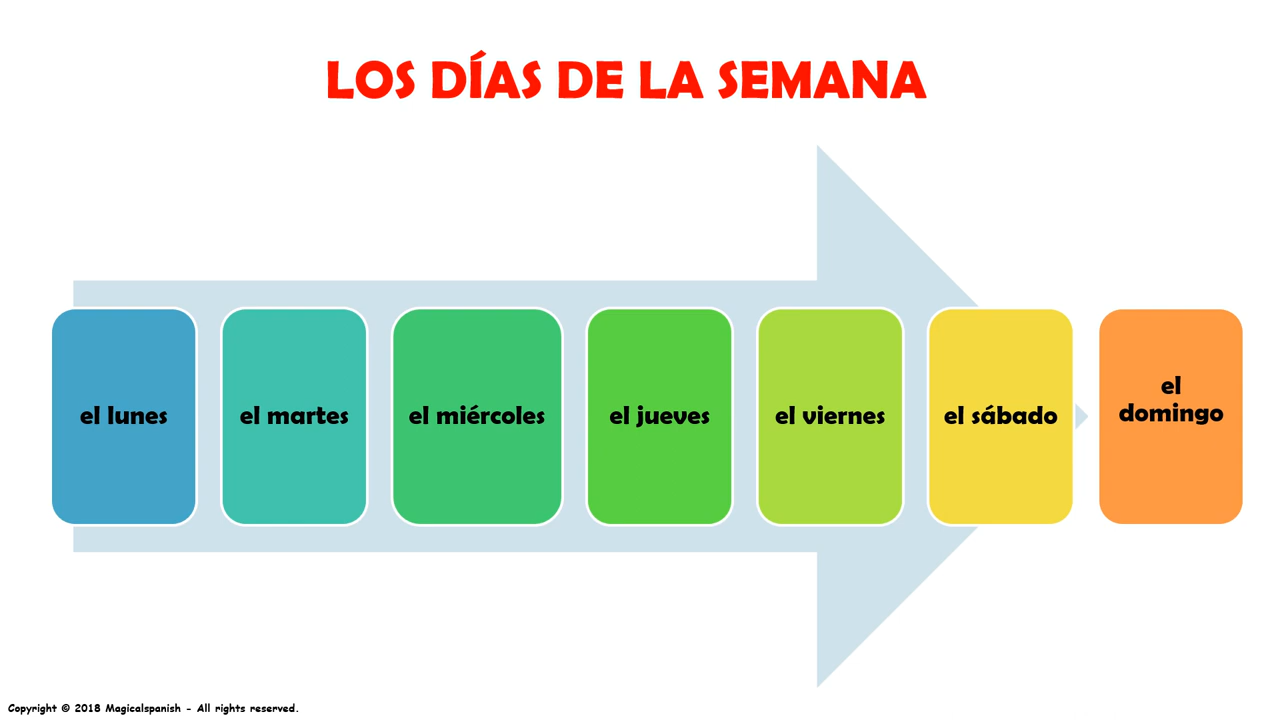 LOS DÍAS DE LA SEMANA
el lunes
el martes
el miércoles
el jueves
el viernes
el sábado
el
domingo
Copyright © 2018 Magicalspanish - All rights reserved.